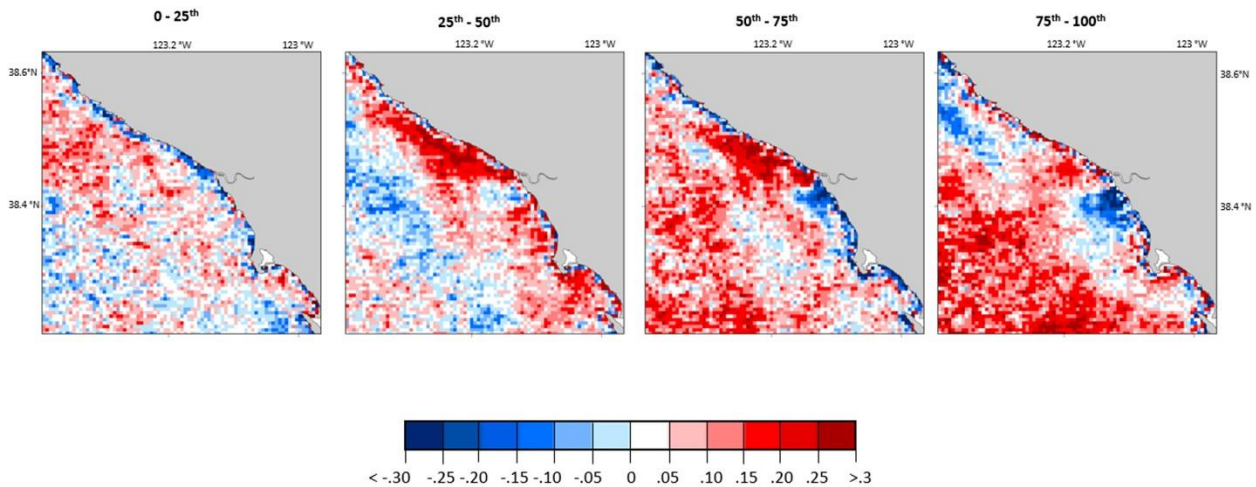 0 - 25th
25th - 50th
50th - 75th
75th - 100th
123.2 °W 123 °W
123.2 °W 123 °W
123.2 °W 123 °W
123.2 °W 123 °W
38.6°N
38.6°N
38.4 °N
38.4 °N
< -.30 -.25 -.20 -.15 -.10 -.05 0 .05 .10 .15 .20 .25 >.3